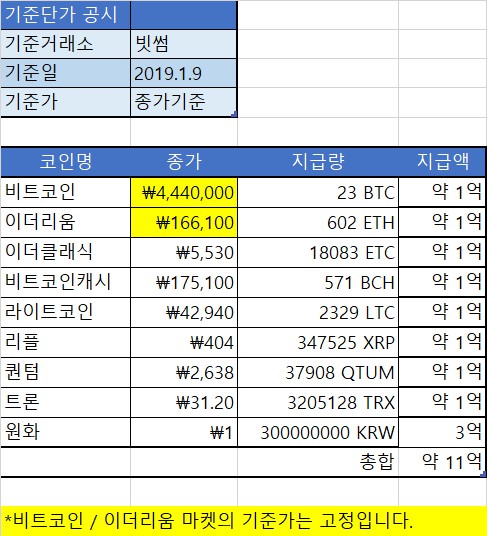 기준단가 공시
기준거래소 빗썸
기준일 2019.1.9
기준가 종가기준
코인명 종가 지급량 지급액
비트코인 ₩4,440,000 23 BTC 약 1억
이더리움 ₩166,100 602 ETH 약 1억
이더클래식 ₩5,530 18083 ETC 약 1억
비트코인캐시 ₩175,100 571 BCH 약 1억
라이트코인 ₩42,940 2329 LTC 약 1억
리플 ₩404 347525 XRP 약 1억
퀀텀 ₩2,638 37908 QTUM 약 1억
트론 ₩31.20 3205128 TRX 약 1억
원화 ₩1 300000000 KRW 3억
총합 약 11억
*비트코인 / 이더리움 마켓의 기준가는 고정입니다.